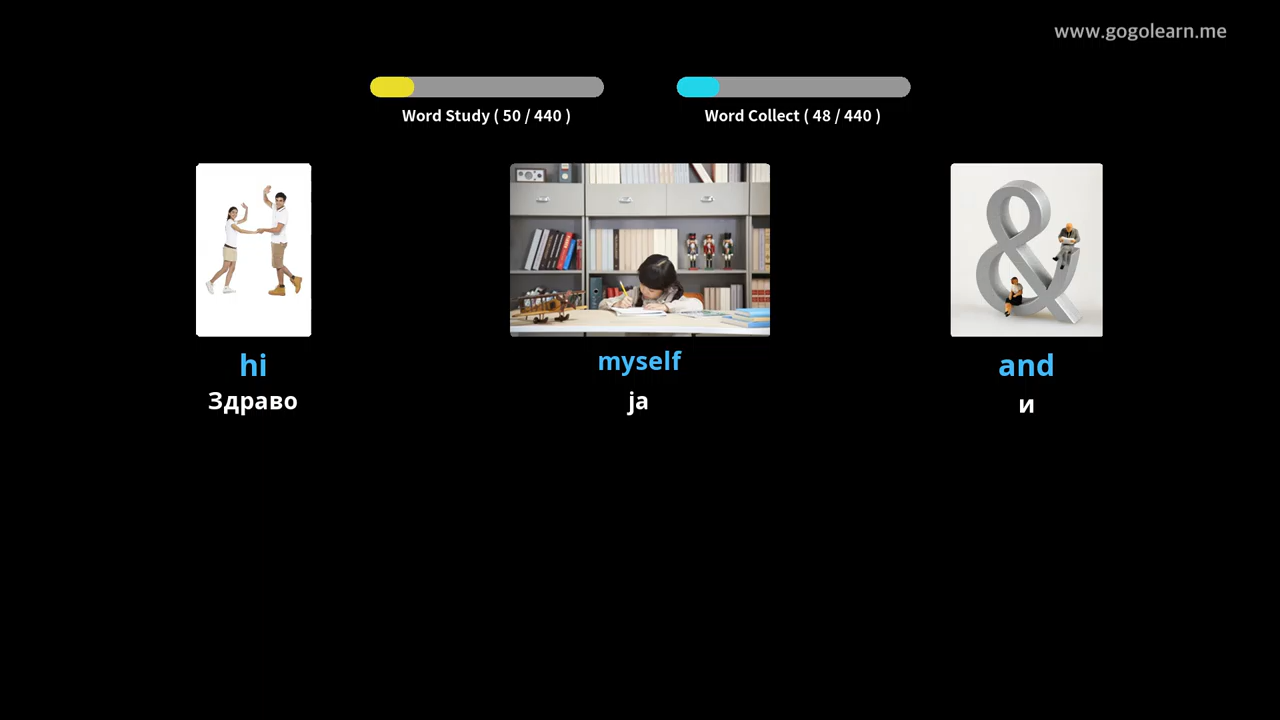 www.gogolearn.me
Word Study ( 50 / 440 )
Word Collect ( 48 / 440 )
hi
Здраво
myself
ја
and
и